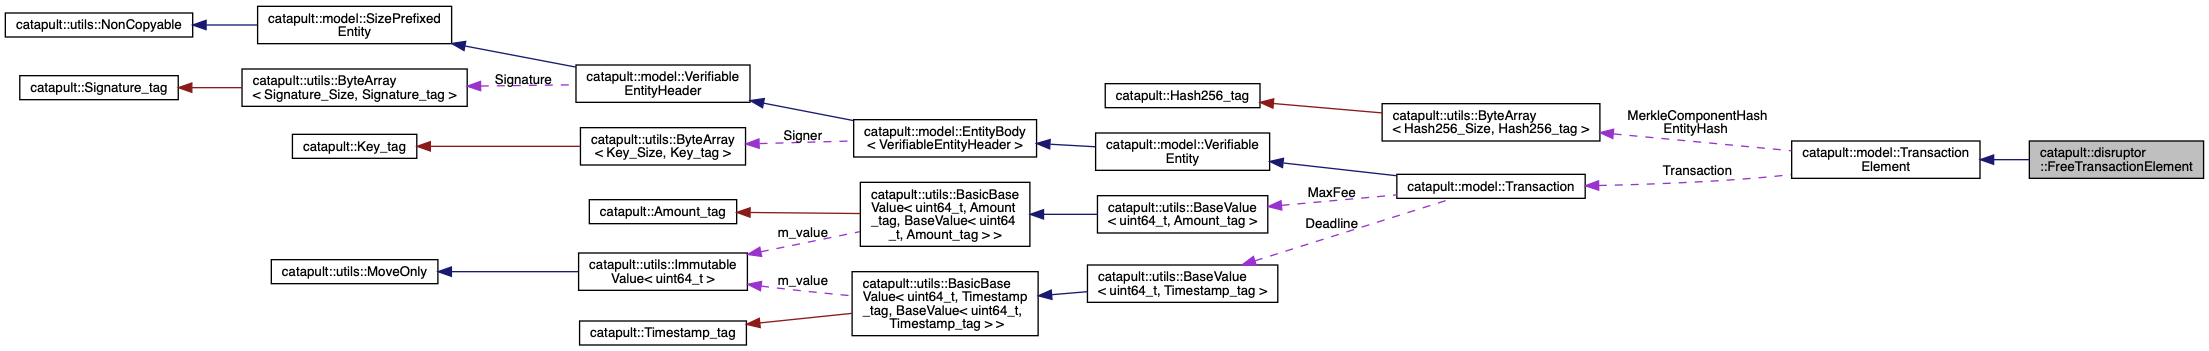 catapult::utils::NonCopyable
catapult::model::SizePrefixed
Entity
catapult::Signature_tag
catapult::utils::ByteArray
< Signature_Size, Signature_tag >
Signature
catapult::model::Verifiable
EntityHeader
catapult::Key_tag
catapult::utils::ByteArray
< Key_Size, Key_tag >
Signer
catapult::model::EntityBody
< VerifiableEntityHeader >
catapult::Hash256_tag
catapult::utils::ByteArray
< Hash256_Size, Hash256_tag >
MerkleComponentHash
EntityHash
catapult::model::Verifiable
Entity
catapult::model::Transaction
Element
catapult::disruptor
::FreeTransactionElement
Transaction
catapult::model::Transaction
MaxFee
Deadline
catapult::Amount_tag
catapult::utils::BasicBase
Value< uint64_t, Amount
_tag, BaseValue< uint64
_t, Amount_tag > >
catapult::utils::BaseValue
< uint64_t, Amount_tag >
m_value
catapult::utils::MoveOnly
catapult::utils::Immutable
Value< uint64_t >
m_value
catapult::utils::BasicBase
Value< uint64_t, Timestamp
_tag, BaseValue< uint64_t,
Timestamp_tag > >
catapult::utils::BaseValue
< uint64_t, Timestamp_tag >
catapult::Timestamp_tag